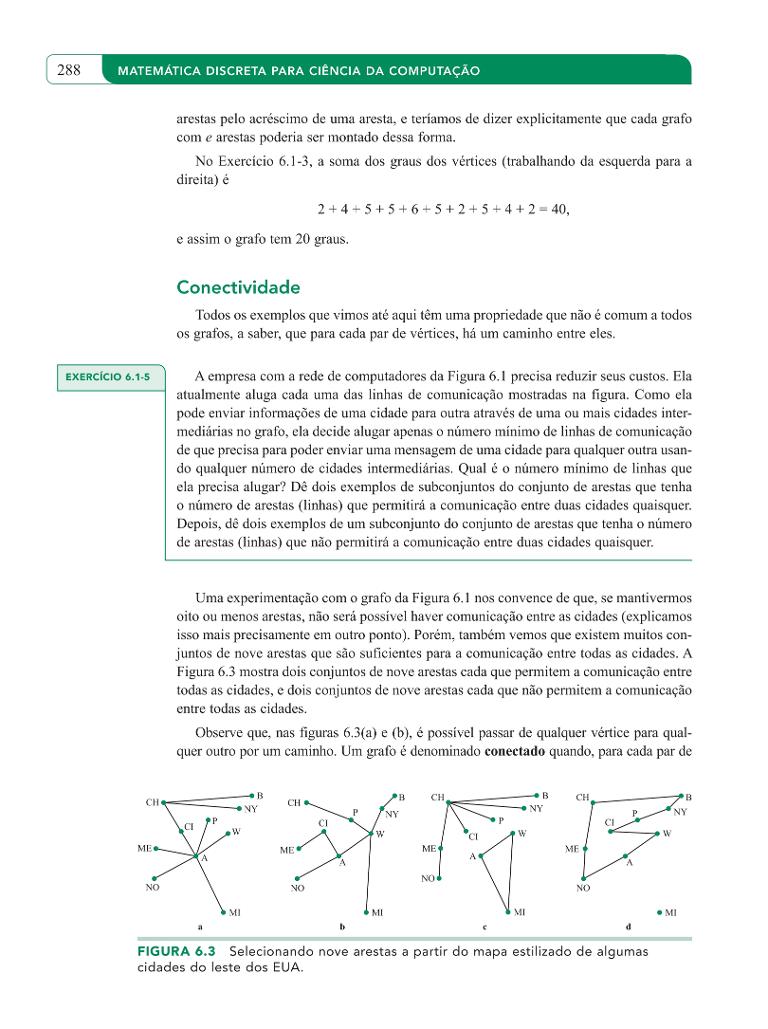 288
MATEMÁTICA DISCRETA PARA CIÊNCIA DA COMPUTAÇÃO
arestas pelo acréscimo de uma aresta, e teríamos de dizer explicitamente que cada grafo
com e arestas poderia ser montado dessa forma.
No Exercício 6.1-3, a soma dos graus dos vértices (trabalhando da esquerda para a
direita) é
2 + 4 + 5 + 5 + 6 + 5 + 2 + 5 + 4 + 2 = 40,
e assim o grafo tem 20 graus.
Conectividade
Todos os exemplos que vimos até aqui têm uma propriedade que não é comum a todos
os grafos, a saber, que para cada par de vértices, há um caminho entre eles.
EXERCÍCIO 6.1-5
A empresa com a rede de computadores da Figura 6.1 precisa reduzir seus custos. Ela
atualmente aluga cada uma das linhas de comunicação mostradas na figura. Como ela
pode enviar informações de uma cidade para outra através de uma ou mais cidades inter-
mediárias no grafo, ela decide alugar apenas o número mínimo de linhas de comunicação
de que precisa para poder enviar uma mensagem de uma cidade para qualquer outra usan-
do qualquer número de cidades intermediárias. Qual é o número mínimo de linhas que
ela precisa alugar? Dê dois exemplos de subconjuntos do conjunto de arestas que tenha
o número de arestas (linhas) que permitirá a comunicação entre duas cidades quaisquer.
Depois, dê dois exemplos de um subconjunto do conjunto de arestas que tenha o número
de arestas (linhas) que não permitirá a comunicação entre duas cidades quaisquer.
Uma experimentação com o grafo da Figura 6.1 nos convence de que, se mantivermos
oito ou menos arestas, não será possível haver comunicação entre as cidades (explicamos
isso mais precisamente em outro ponto). Porém, também vemos que existem muitos con-
juntos de nove arestas que são suficientes para a comunicação entre todas as cidades. A
Figura 6.3 mostra dois conjuntos de nove arestas cada que permitem a comunicação entre
todas as cidades, e dois conjuntos de nove arestas cada que não permitem a comunicação
entre todas as cidades.
Observe que, nas figuras 6.3(a) e (b), é possível passar de qualquer vértice para qual-
quer outro por um caminho. Um grafo é denominado conectado quando, para cada par de
CH B NY CI P W ME A NO MI
a
CH B NY CI P W ME A NO MI
b
CH B NY CI P W ME A NO MI
c
CH B NY CI P W ME A NO MI
d
FIGURA 6.3 Selecionando nove arestas a partir do mapa estilizado de algumas
cidades do leste dos EUA.